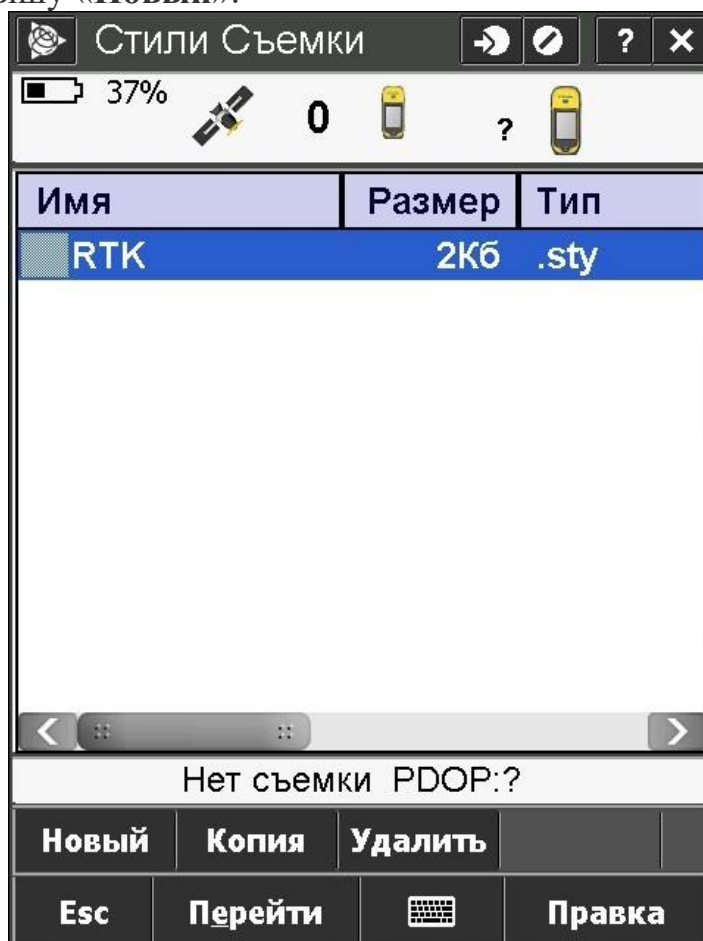 «Новый».
Стили Съемки ? ×
37% 0 ?
Имя Размер Тип
RTK 2Кб .sty
Нет съемки PDOP:?
Новый Копия Удалить
Esc Перейти Правка